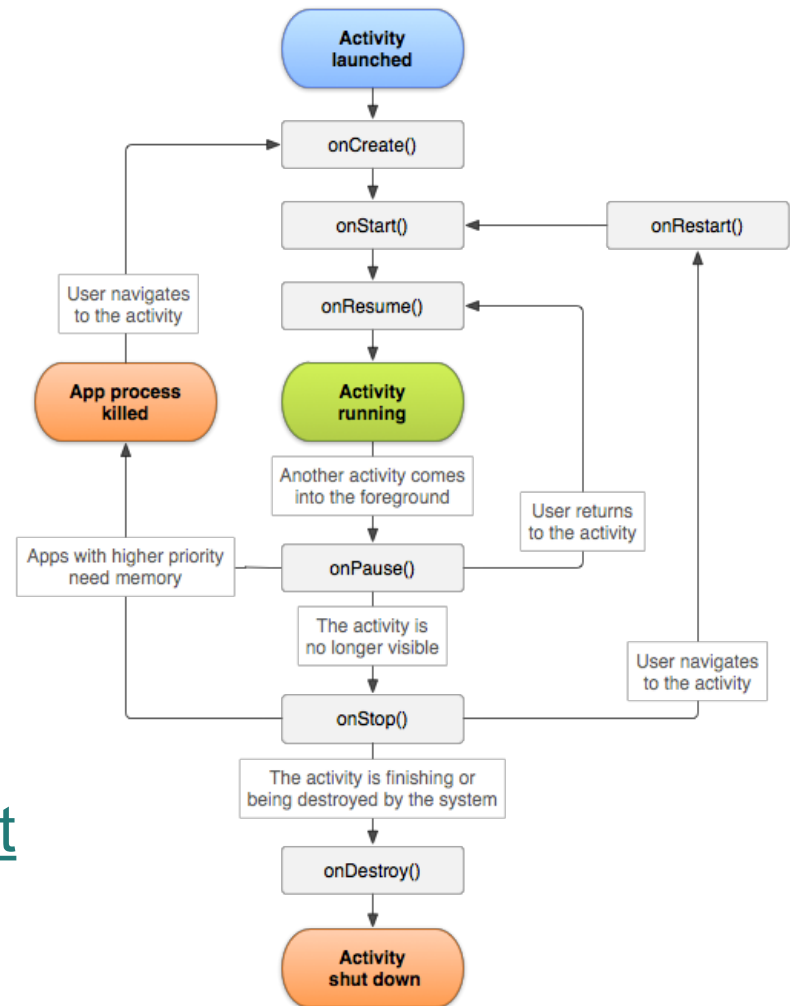 Activity
launched
onCreate()
onStart()
onRestart()
User navigates
to the activity
onResume()
App process
killed
Activity
running
Another activity comes
into the foreground
User returns
to the activity
Apps with higher priority
need memory
onPause()
The activity is
no longer visible
User navigates
to the activity
onStop()
The activity is finishing or
being destroyed by the system
t
onDestroy()
Activity
shut down